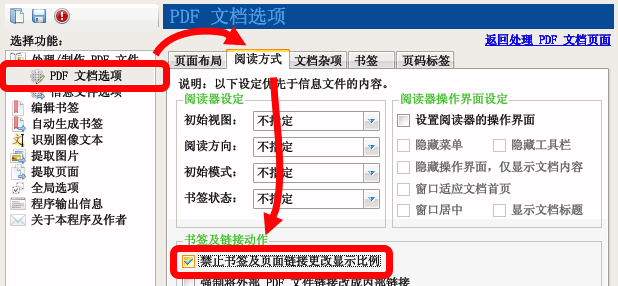 PDF 文档选项
选择功能：
返回处理 PDF 文档页面
处理/制作 PDF 文件
PDF 文档选项
信息文件选项
编辑书签
自动生成书签
识别图像文本
提取图片
提取页面
全局选项
程序输出信息
关于本程序及作者
页面布局 阅读方式 文档杂项 书签 页码标签
说明：以下设定优先于信息文件的内容。
阅读器设定
初始视图： 不指定
阅读方向： 不指定
初始模式： 不指定
书签状态： 不指定
阅读器操作界面设定
设置阅读器的操作界面
隐藏菜单 隐藏工具栏
隐藏操作界面，仅显示文档内容
窗口适应文档首页
窗口居中 显示文档标题
书签及链接动作
禁止书签及页面链接更改显示比例
强制将外部 PDF 文件链接改成内部链接